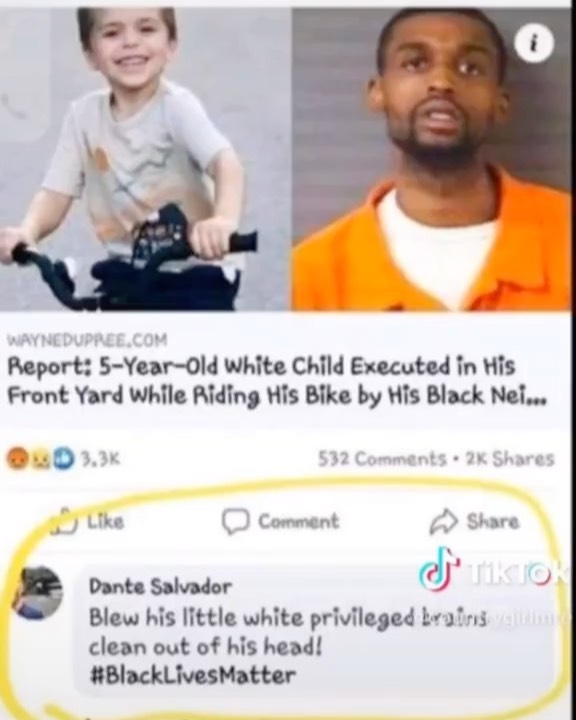 WAYNEDUPREE.COM
Report: 5-Year-Old White Child Executed in His
Front Yard While Riding His Bike by His Black Nei...
3.3K
532 Comments • 2K Shares
Like
Comment
Share
TikTok
Dante Salvador
Blew his little white privileged brains
clean out of his head!
#BlackLivesMatter